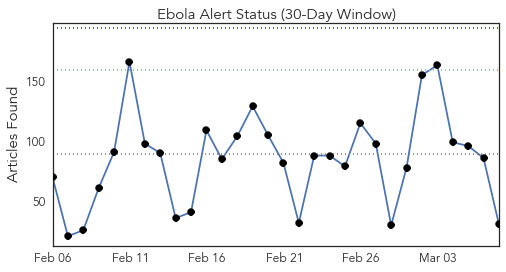 Ebola Alert Status (30-Day Window)
Articles Found
150
100
50
Feb 06 Feb 11 Feb 16 Feb 21 Feb 26 Mar 03